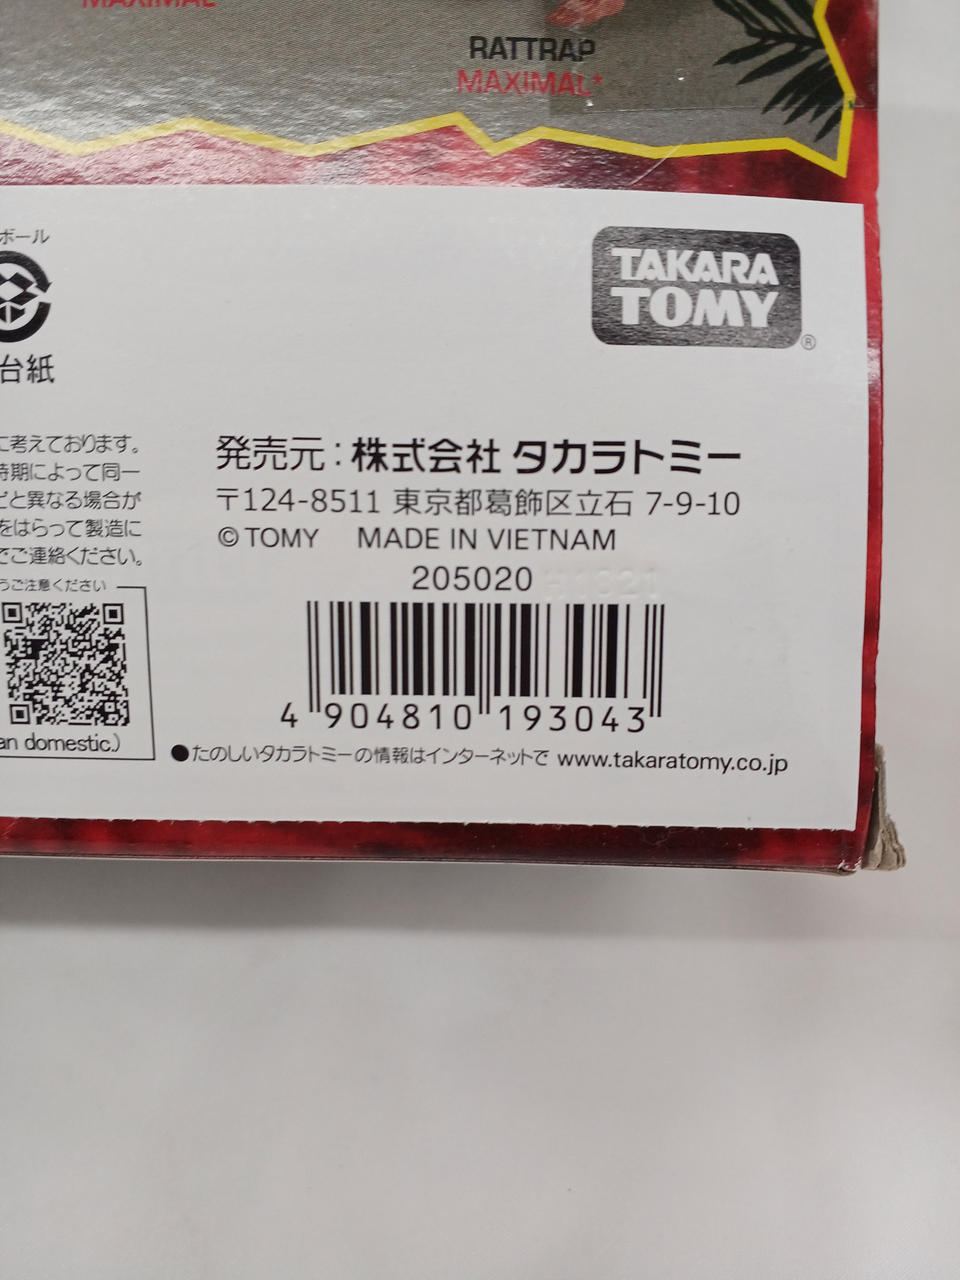 MAXIMAL
RATTRAP
MAXIMAL*
ボール
台紙
TAKARA
TOMY
®
に考えております。
時期によって同一
どと異なる場合が
をはらって製造に
でご連絡ください。
うご注意ください
an domestic.)
発売元:株式会社 タカラトミー
〒124-8511 東京都葛飾区立石 7-9-10
© TOMY MADE IN VIETNAM
205020 H1021
4 904810 193043
●たのしいタカラトミーの情報はインターネットで www.takaratomy.co.jp